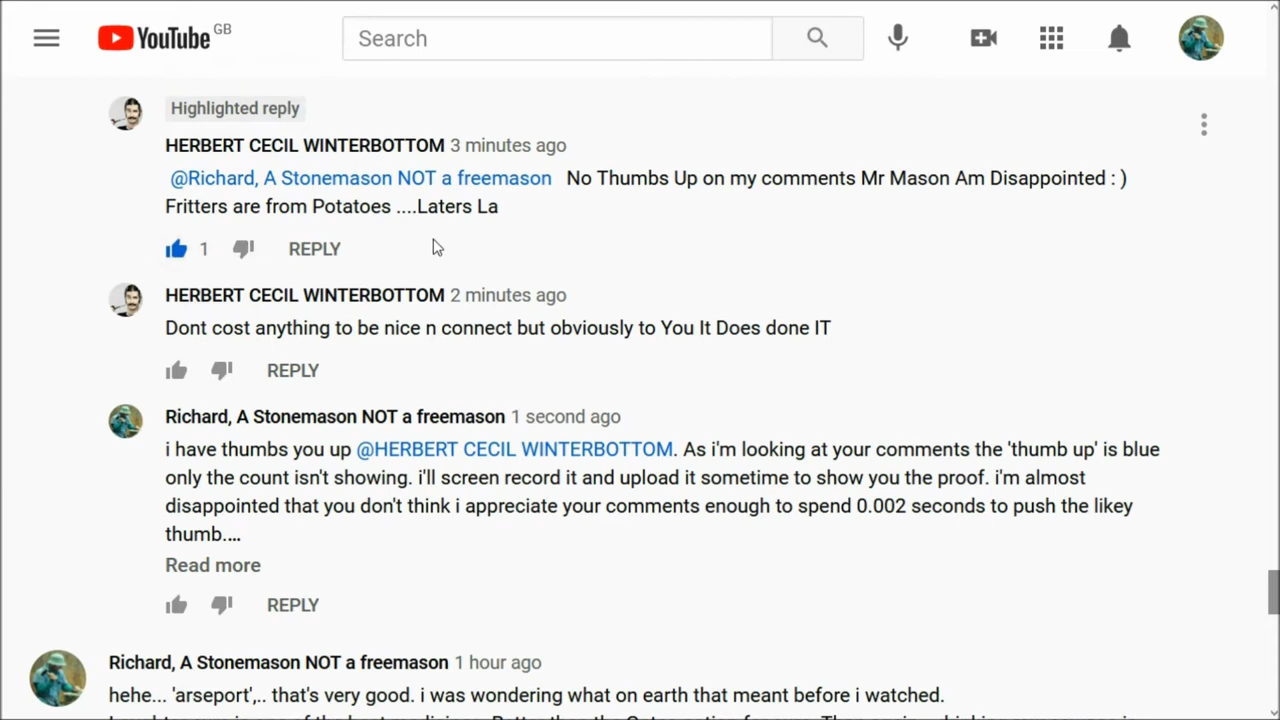 YouTube GB
Search
Highlighted reply
HERBERT CECIL WINTERBOTTOM 3 minutes ago
@Richard, A Stonemason NOT a freemason No Thumbs Up on my comments Mr Mason Am Disappointed : )
Fritters are from Potatoes ....Laters La
1 REPLY
HERBERT CECIL WINTERBOTTOM 2 minutes ago
Dont cost anything to be nice n connect but obviously to You It Does done IT
REPLY
Richard, A Stonemason NOT a freemason 1 second ago
i have thumbs you up @HERBERT CECIL WINTERBOTTOM. As i'm looking at your comments the 'thumb up' is blue
only the count isn't showing. i'll screen record it and upload it sometime to show you the proof. i'm almost
disappointed that you don't think i appreciate your comments enough to spend 0.002 seconds to push the likey
thumb....
Read more
REPLY
Richard, A Stonemason NOT a freemason 1 hour ago
hehe... 'arseport',.. that's very good. i was wondering what on earth that meant before i watched.